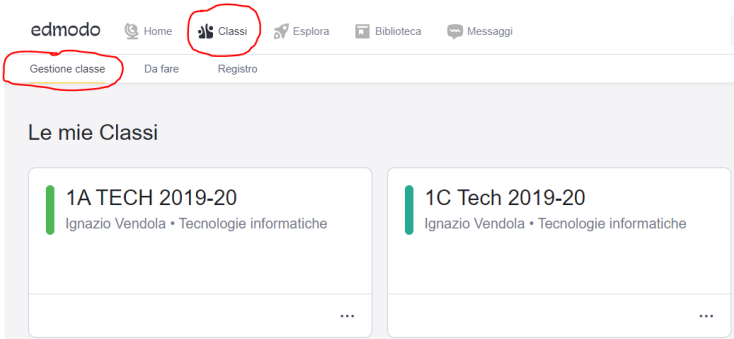 edmodo Home Classi Esplora Biblioteca Messaggi
Gestione classe Da fare Registro
Le mie Classi
1A TECH 2019-20
Ignazio Vendola • Tecnologie informatiche
1C Tech 2019-20
Ignazio Vendola • Tecnologie informatiche